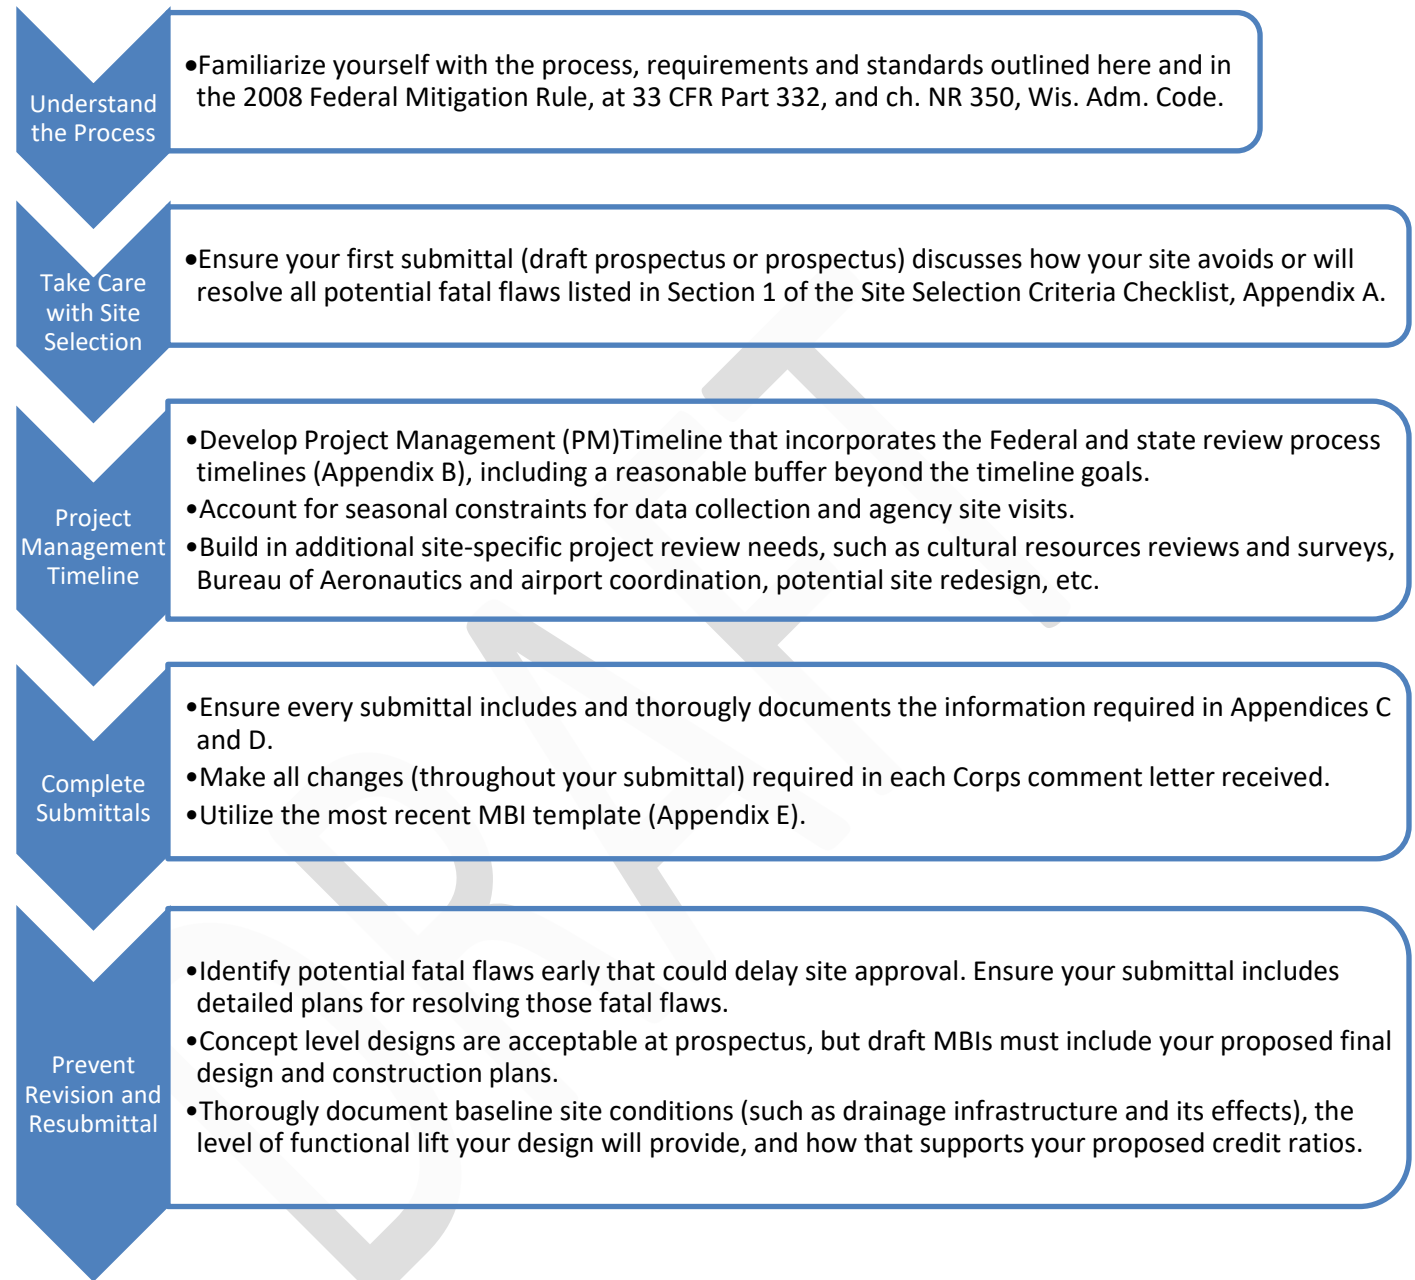 Understand
the Process
•Familiarize yourself with the process, requirements and standards outlined here and in
the 2008 Federal Mitigation Rule, at 33 CFR Part 332, and ch. NR 350, Wis. Adm. Code.
Take Care
with Site
Selection
•Ensure your first submittal (draft prospectus or prospectus) discusses how your site avoids or will
resolve all potential fatal flaws listed in Section 1 of the Site Selection Criteria Checklist, Appendix A.
Project
Management
Timeline
•Develop Project Management (PM)Timeline that incorporates the Federal and state review process
timelines (Appendix B), including a reasonable buffer beyond the timeline goals.
•Account for seasonal constraints for data collection and agency site visits.
•Build in additional site-specific project review needs, such as cultural resources reviews and surveys,
Bureau of Aeronautics and airport coordination, potential site redesign, etc.
Complete
Submittals
•Ensure every submittal includes and thorougly documents the information required in Appendices C
and D.
•Make all changes (throughout your submittal) required in each Corps comment letter received.
•Utilize the most recent MBI template (Appendix E).
Prevent
Revision and
Resubmittal
•Identify potential fatal flaws early that could delay site approval. Ensure your submittal includes
detailed plans for resolving those fatal flaws.
•Concept level designs are acceptable at prospectus, but draft MBIs must include your proposed final
design and construction plans.
•Thorougly document baseline site conditions (such as drainage infrastructure and its effects), the
level of functional lift your design will provide, and how that supports your proposed credit ratios.
DRAFT